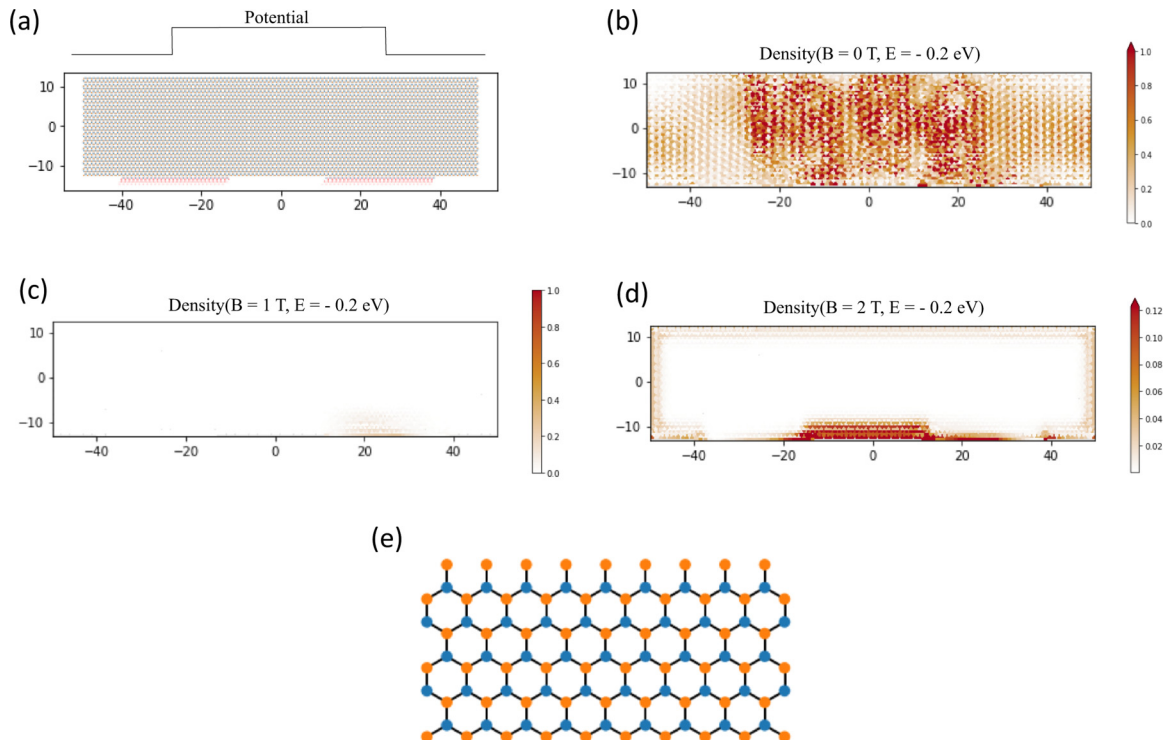 (a)
Potential
10
0
−10
−40 −20 0 20 40
(b)
Density(B = 0 T, E = - 0.2 eV)
10
0
−10
−40 −20 0 20 40
1.0
0.8
0.6
0.4
0.2
0.0
(c)
Density(B = 1 T, E = - 0.2 eV)
10
0
−10
−40 −20 0 20 40
1.0
0.8
0.6
0.4
0.2
0.0
(d)
Density(B = 2 T, E = - 0.2 eV)
10
0
−10
−40 −20 0 20 40
0.12
0.10
0.08
0.06
0.04
0.02
(e)